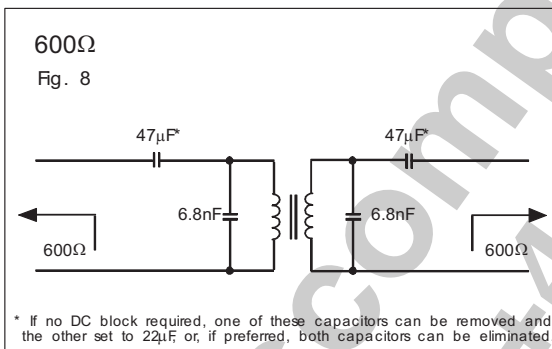 600Ω
Fig. 8
47µF* 47µF*
6.8nF 6.8nF
600Ω 600Ω
* If no DC block required, one of these capacitors can be removed and
the other set to 22µF, or, if preferred, both capacitors can be eliminated